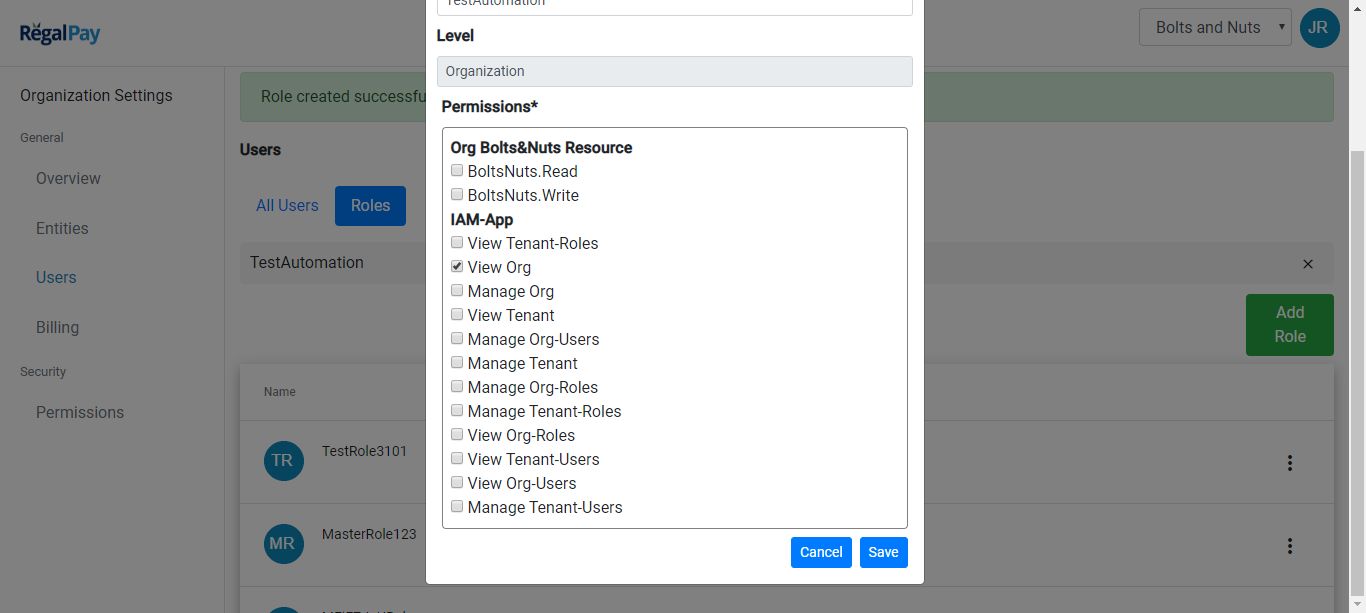 RegalPay
Bolts and Nuts
JR
Organization Settings
General
Overview
Entities
Users
Billing
Security
Permissions
Role created successfu
Users
All Users
Roles
TestAutomation
Add
Role
Name
TR
TestRole3101
MR
MasterRole123
TestAutomation
Level
Organization
Permissions*
Org Bolts&Nuts Resource
BoltsNuts.Read
BoltsNuts.Write
IAM-App
View Tenant-Roles
View Org
Manage Org
View Tenant
Manage Org-Users
Manage Tenant
Manage Org-Roles
Manage Tenant-Roles
View Org-Roles
View Tenant-Users
View Org-Users
Manage Tenant-Users
Cancel
Save